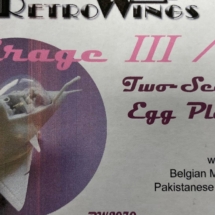 RETROWINGS
rage III /
Two-Se
Egg Pl
w
Belgian M
Pakistanese